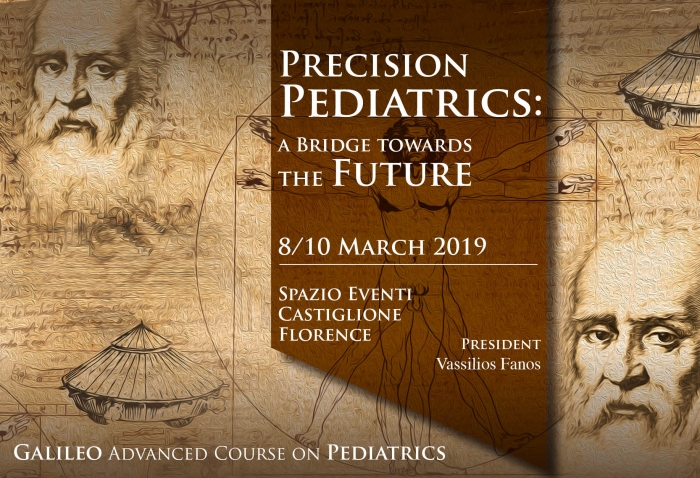 Precision
Pediatrics:
a Bridge towards
the Future
8/10 March 2019
Spazio Eventi
Castiglione
Florence
President
Vassilios Fanos
Galileo Advanced Course on Pediatrics